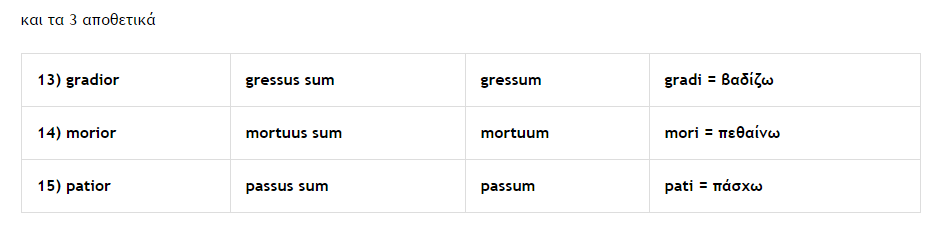 και τα 3 αποθετικά
13) gradior gressus sum gressum gradi = βαδίζω
14) morior mortuus sum mortuum mori = πεθαίνω
15) patior passus sum passum pati = πάσχω